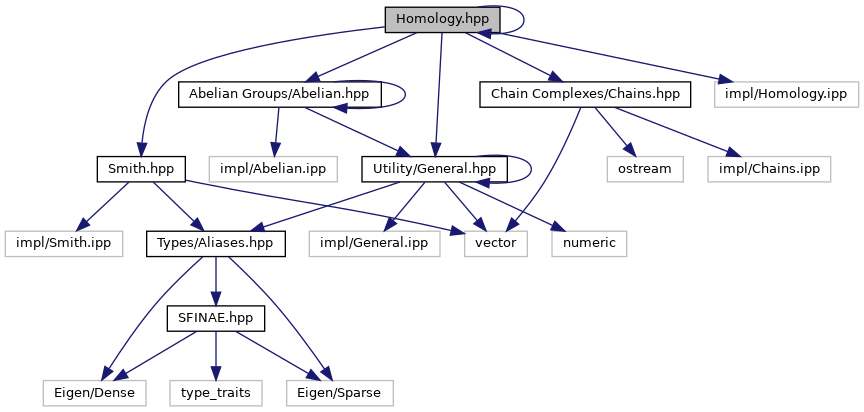 Homology.hpp
Abelian Groups/Abelian.hpp
Chain Complexes/Chains.hpp
impl/Homology.ipp
Smith.hpp
impl/Abelian.ipp
Utility/General.hpp
ostream
impl/Chains.ipp
impl/Smith.ipp
Types/Aliases.hpp
impl/General.ipp
vector
numeric
SFINAE.hpp
Eigen/Dense
type_traits
Eigen/Sparse